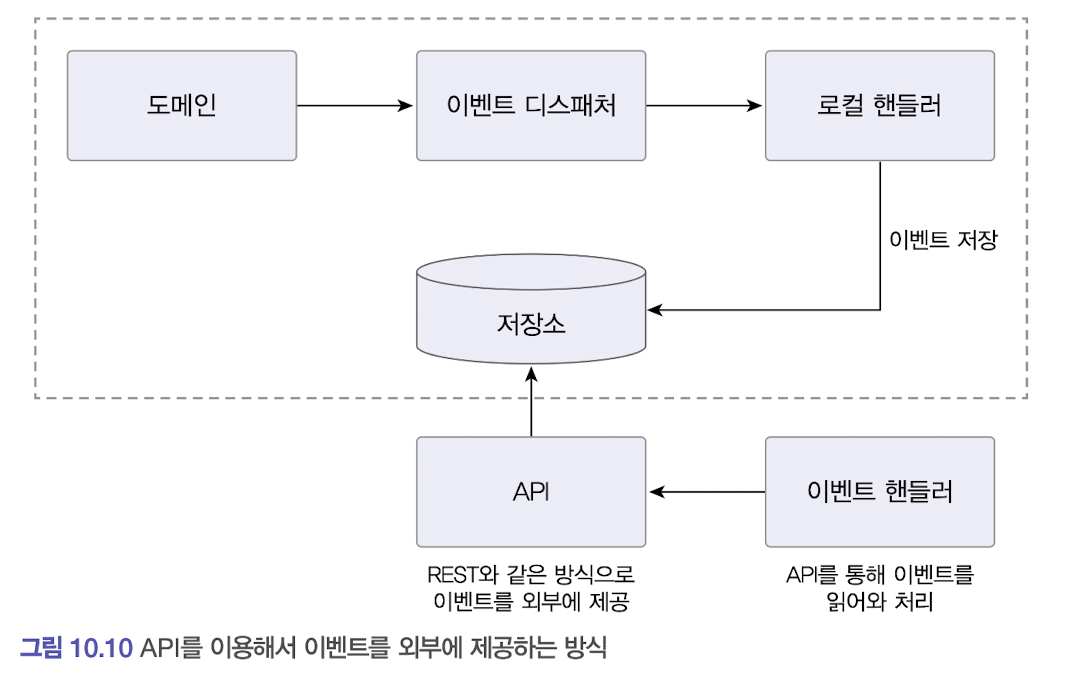 도메인
이벤트 디스패처
로컬 핸들러
이벤트 저장
저장소
API
이벤트 핸들러
REST와 같은 방식으로
이벤트를 외부에 제공
API를 통해 이벤트를
읽어와 처리
그림 10.10 API를 이용해서 이벤트를 외부에 제공하는 방식